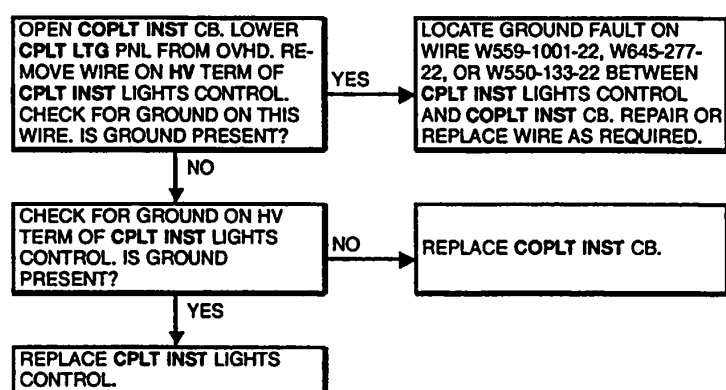 OPEN COPLT INST CB. LOWER
CPLT LTG PNL FROM OVHD. RE-
MOVE WIRE ON HV TERM OF
CPLT INST LIGHTS CONTROL.
CHECK FOR GROUND ON THIS
WIRE. IS GROUND PRESENT?
YES
LOCATE GROUND FAULT ON
WIRE W559-1001-22, W645-277-
22, OR W550-133-22 BETWEEN
CPLT INST LIGHTS CONTROL
AND COPLT INST CB. REPAIR OR
REPLACE WIRE AS REQUIRED.
NO
CHECK FOR GROUND ON HV
TERM OF CPLT INST LIGHTS
CONTROL. IS GROUND
PRESENT?
NO
REPLACE COPLT INST CB.
YES
REPLACE CPLT INST LIGHTS
CONTROL.